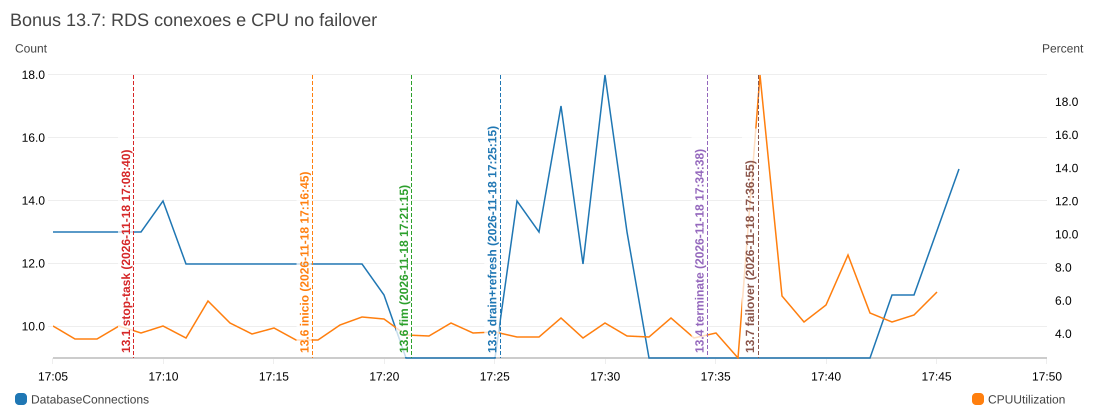 Bonus 13.7: RDS conexoes e CPU no failover
Count
Percent
18.0
16.0
14.0
12.0
10.0
18.0
16.0
14.0
12.0
10.0
8.0
6.0
4.0
13.1 stop-task (2026-11-18 17:08:40)
13.6 inicio (2026-11-18 17:16:45)
13.6 fim (2026-11-18 17:21:15)
13.3 drain+refresh (2026-11-18 17:25:15)
13.4 terminate (2026-11-18 17:34:38)
13.7 failover (2026-11-18 17:36:55)
17:05
17:10
17:15
17:20
17:25
17:30
17:35
17:40
17:45
17:50
DatabaseConnections
CPUUtilization